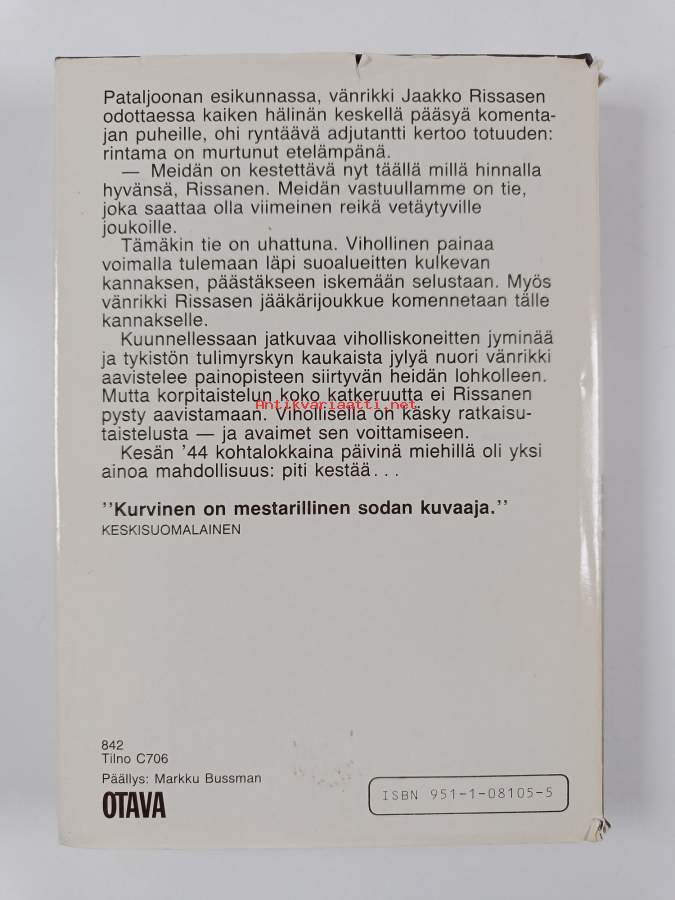 Pataljoonan esikunnassa, vänrikki Jaakko Rissasen
odottaessa kaiken hälinän keskellä pääsyä komenta-
jan puheille, ohi ryntäävä adjutantti kertoo totuuden:
rintama on murtunut etelämpänä.
— Meidän on kestettävä nyt täällä millä hinnalla
hyvänsä, Rissanen. Meidän vastuullamme on tie,
joka saattaa olla viimeinen reikä vetäytyville
joukoille.
Tämäkin tie on uhattuna. Vihollinen painaa
voimalla tulemaan läpi suoalueitten kulkevan
kannaksen, päästäkseen iskemään selustaan. Myös
vänrikki Rissasen jääkärijoukkue komennetaan tälle
kannakselle.
Kuunnellessaan jatkuvaa viholliskoneitten jyminää
ja tykistön tulimyrskyn kaukaista jylyä nuori vänrikki
aavistelee painopisteen siirtyvän heidän lohkolleen.
Mutta korpitaistelun koko katkeruutta ei Rissanen
Antikvariaatti.net
pysty aavistamaan. Vihollisella on käsky ratkaisu-
taistelusta — ja avaimet sen voittamiseen.
Kesän '44 kohtalokkaina päivinä miehillä oli yksi
ainoa mahdollisuus: piti kestää...
''Kurvinen on mestarillinen sodan kuvaaja.''
KESKISUOMALAINEN
842
Tilno C706
Päällys: Markku Bussman
OTAVA
ISBN 951-1-08105-5